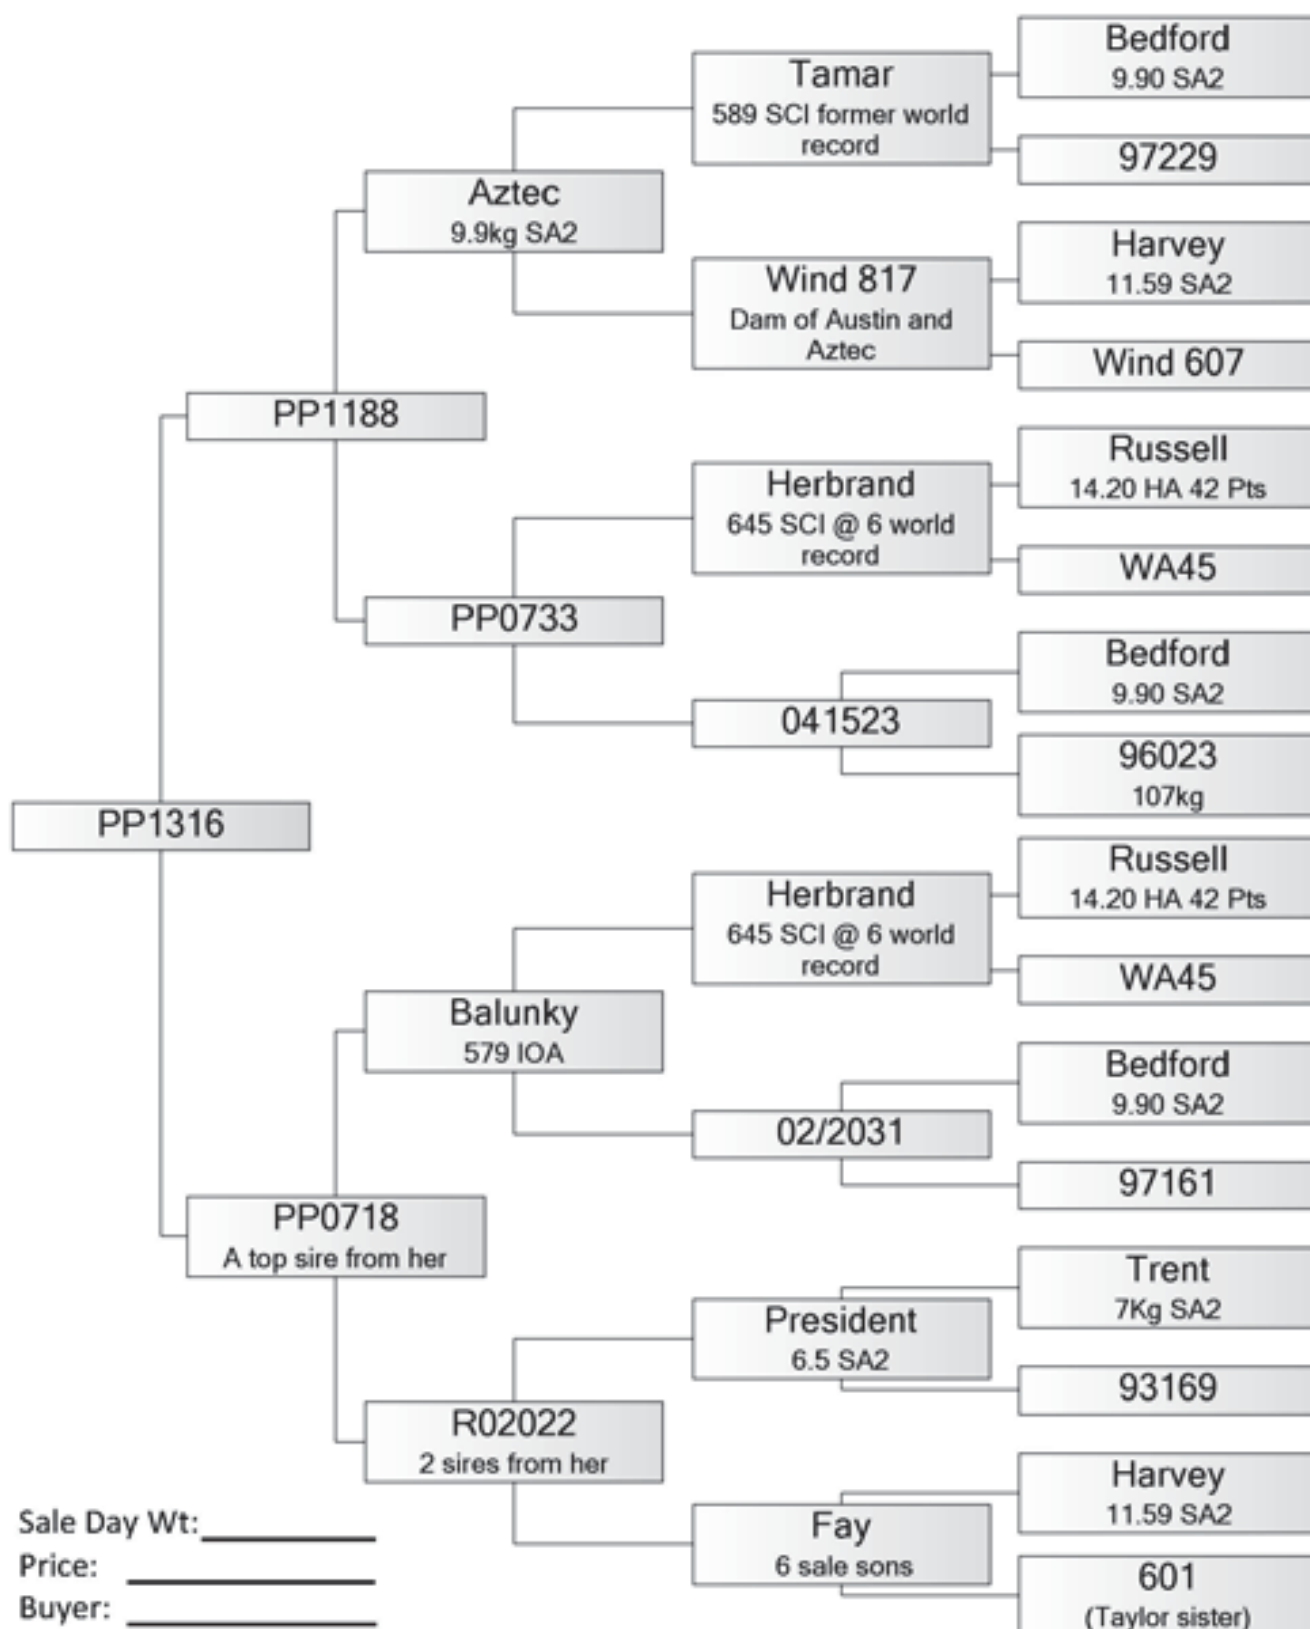 Bedford
9.90 SA2
Tamar
589 SCI former world
record
97229
Aztec
9.9kg SA2
Harvey
11.59 SA2
Wind 817
Dam of Austin and
Aztec
Wind 607
PP1188
Russell
14.20 HA 42 Pts
Herbrand
645 SCI @ 6 world
record
WA45
PP0733
Bedford
9.90 SA2
041523
96023
107kg
PP1316
Russell
14.20 HA 42 Pts
Herbrand
645 SCI @ 6 world
record
WA45
Balunky
579 IOA
Bedford
9.90 SA2
02/2031
97161
PP0718
A top sire from her
Trent
7Kg SA2
President
6.5 SA2
93169
R02022
2 sires from her
Harvey
11.59 SA2
Fay
6 sale sons
601
(Taylor sister)
Sale Day Wt:
Price:
Buyer: